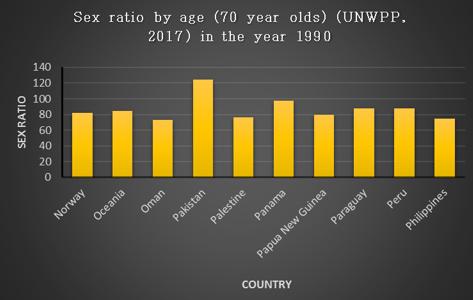 Sex ratio by age (70 year olds) (UNWPP,
2017) in the year 1990
SEX RATIO
140
120
100
80
60
40
20
0
Norway
Oceania
Oman
Pakistan
Palestine
Panama
Papua New Guinea
Paraguay
Peru
Philippines
COUNTRY